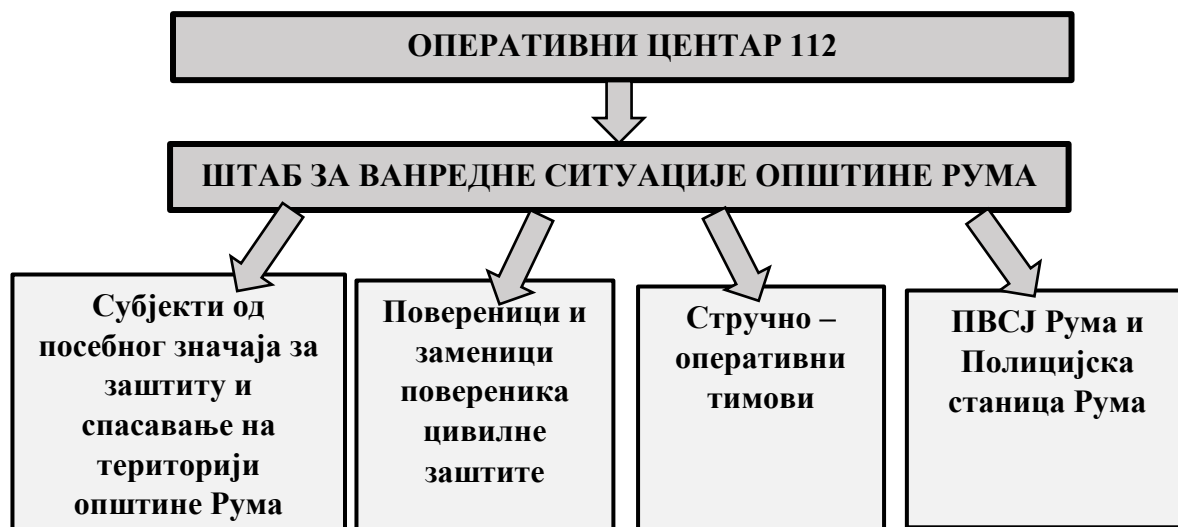 ОПЕРАТИВНИ ЦЕНТАР 112
ШТАБ ЗА ВАНРЕДНЕ СИТУАЦИЈЕ ОПШТИНЕ РУМА
Субјекти од
посебног значаја за
заштиту и
спасавање на
територији
општине Рума
Повереници и
заменици
повереника
цивилне
заштите
Стручно –
оперативни
тимови
ПВСЈ Рума и
Полицијска
станица Рума